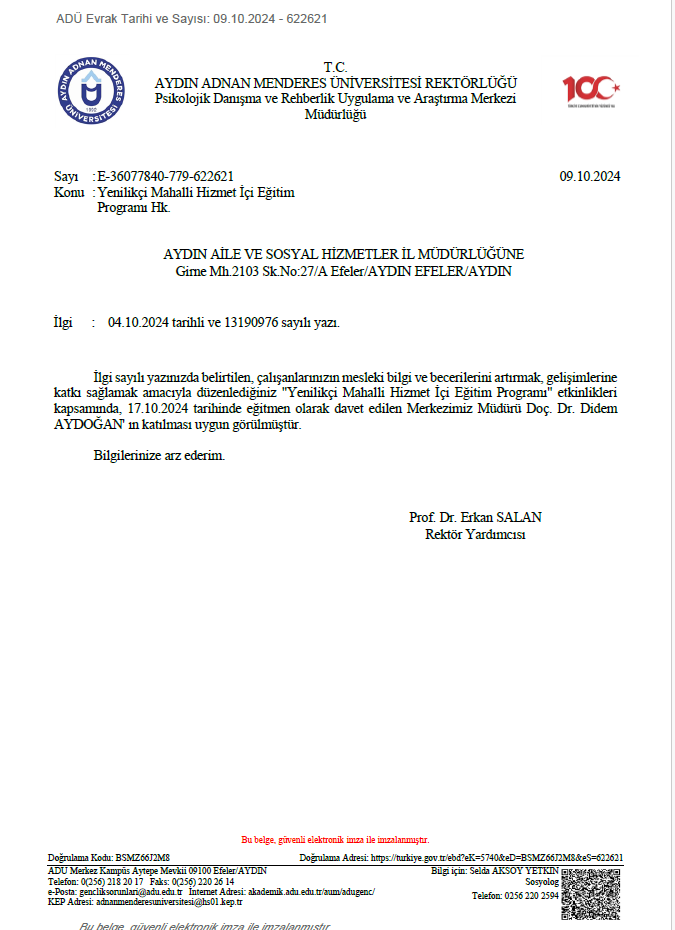 ADÜ Evrak Tarihi ve Sayısı: 09.10.2024 - 622621
T.C.
AYDIN ADNAN MENDERES ÜNİVERSİTESİ REKTÖRLÜĞÜ
Psikolojik Danışma ve Rehberlik Uygulama ve Araştırma Merkezi
Müdürlüğü
AYDIN ADNAN MENDERES
ÜNİVERSİTESİ
1992
100
Sayı : E-36077840-779-622621 09.10.2024
Konu : Yenilikçi Mahalli Hizmet İçi Eğitim
Programı Hk.
AYDIN AİLE VE SOSYAL HİZMETLER İL MÜDÜRLÜĞÜNE
Girne Mh.2103 Sk.No:27/A Efeler/AYDIN EFELER/AYDIN
İlgi : 04.10.2024 tarihli ve 13190976 sayılı yazı.
İlgi sayılı yazınızda belirtilen, çalışanlarınızın mesleki bilgi ve becerilerini artırmak, gelişimlerine
katkı sağlamak amacıyla düzenlediğiniz "Yenilikçi Mahalli Hizmet İçi Eğitim Programı" etkinlikleri
kapsamında, 17.10.2024 tarihinde eğitmen olarak davet edilen Merkezimiz Müdürü Doç. Dr. Didem
AYDOĞAN' ın katılması uygun görülmüştür.
Bilgilerinize arz ederim.
Prof. Dr. Erkan SALAN
Rektör Yardımcısı
Bu belge, güvenli elektronik imza ile imzalanmıştır.
Doğrulama Kodu: BSMZ66J2M8 Doğrulama Adresi: https://turkiye.gov.tr/ebd?eK=5740&eD=BSMZ66J2M8&eS=622621
ADÜ Merkez Kampüs Aytepe Mevkii 09100 Efeler/AYDIN Bilgi için: Selda AKSOY YETKİN
Telefon: 0(256) 218 20 17 Faks: 0(256) 220 26 14 Sosyolog
e-Posta: gencliksorunlari@adu.edu.tr İnternet Adresi: akademik.adu.edu.tr/aum/adugenc/
KEP Adresi: adnanmenderesuniversitesi@hs01.kep.tr Telefon: 0256 220 2594
Bu belge, güvenli elektronik imza ile imzalanmıştır